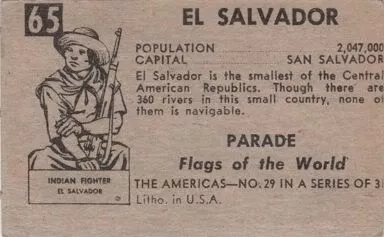 65
EL SALVADOR
POPULATION 2,047,000
CAPITAL SAN SALVADOR
El Salvador is the smallest of the Central
American Republics. Though there are
360 rivers in this small country, none of
them is navigable.
PARADE
Flags of the World
THE AMERICAS—NO. 29 IN A SERIES OF
Litho. in U.S.A.
INDIAN FIGHTER
EL SALVADOR